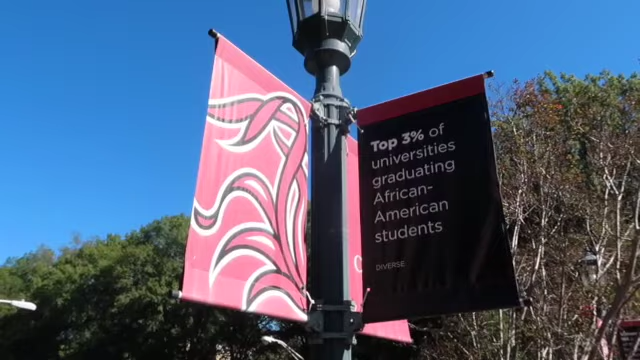 Top 3% of
universities
graduating
African-
American
students
DIVERSE